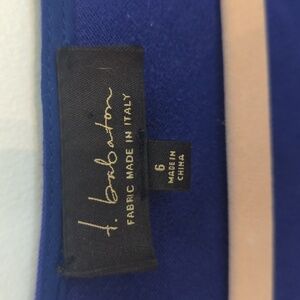 t. babaton
FABRIC MADE IN ITALY
6
MADE IN
CHINA